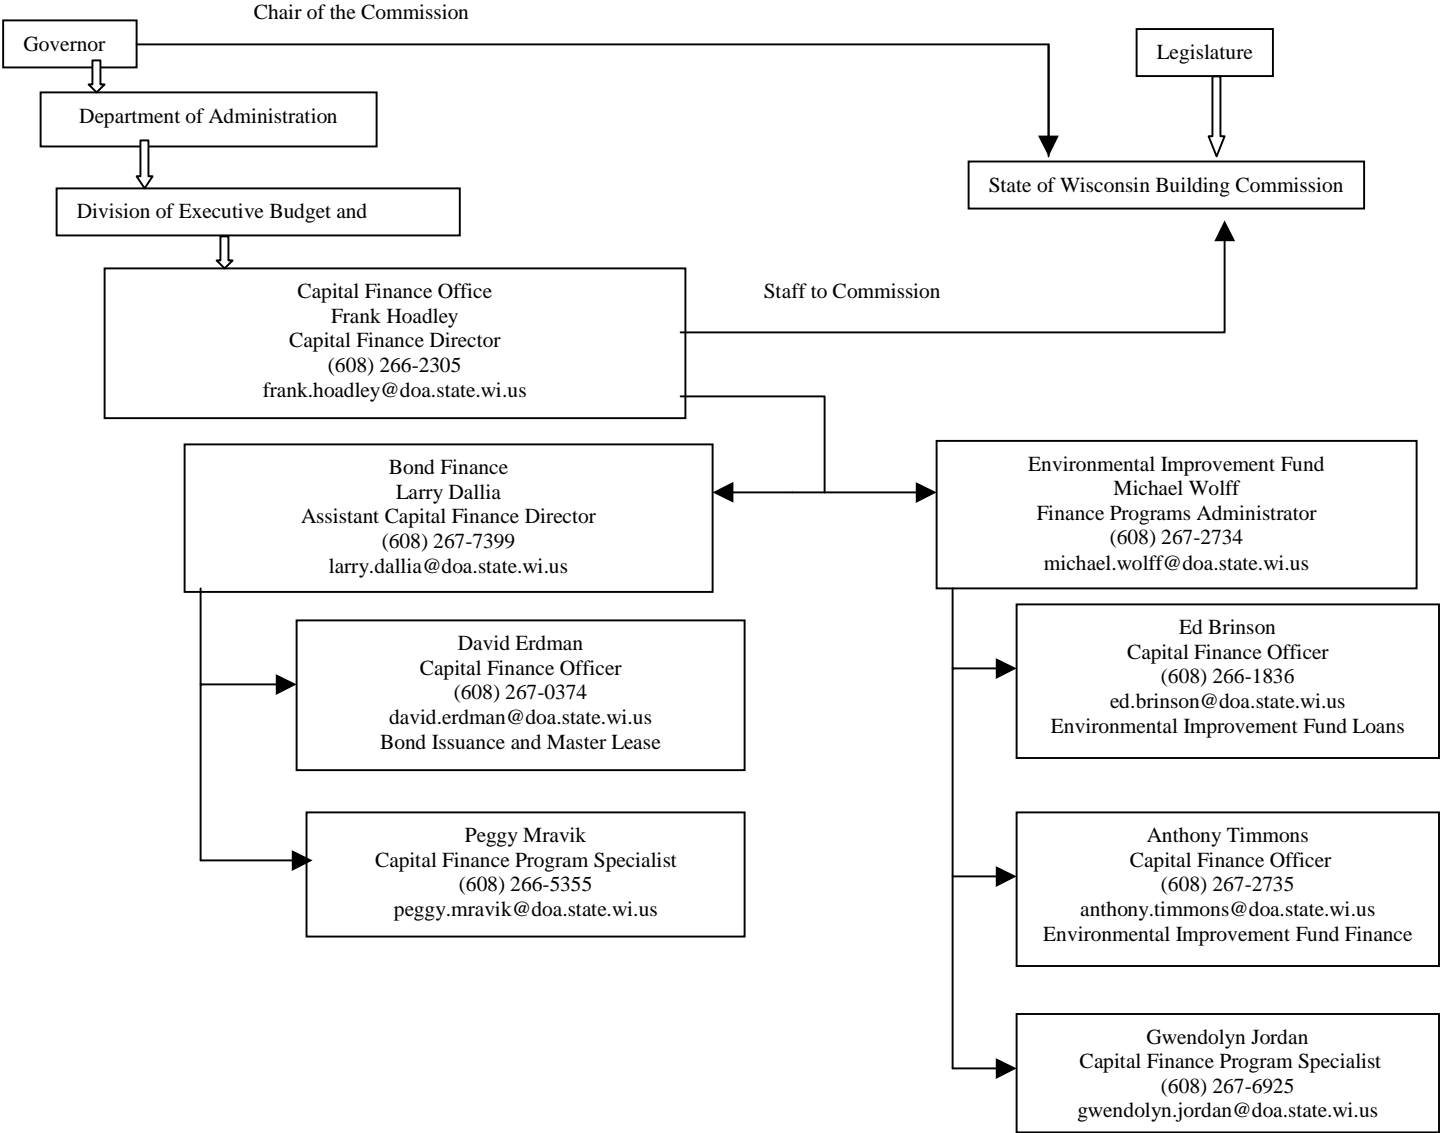 Chair of the Commission
Governor
Legislature
Department of Administration
State of Wisconsin Building Commission
Division of Executive Budget and
Capital Finance Office
Frank Hoadley
Capital Finance Director
(608) 266-2305
frank.hoadley@doa.state.wi.us
Staff to Commission
Bond Finance
Larry Dallia
Assistant Capital Finance Director
(608) 267-7399
larry.dallia@doa.state.wi.us
Environmental Improvement Fund
Michael Wolff
Finance Programs Administrator
(608) 267-2734
michael.wolff@doa.state.wi.us
David Erdman
Capital Finance Officer
(608) 267-0374
david.erdman@doa.state.wi.us
Bond Issuance and Master Lease
Ed Brinson
Capital Finance Officer
(608) 266-1836
ed.brinson@doa.state.wi.us
Environmental Improvement Fund Loans
Peggy Mravik
Capital Finance Program Specialist
(608) 266-5355
peggy.mravik@doa.state.wi.us
Anthony Timmons
Capital Finance Officer
(608) 267-2735
anthony.timmons@doa.state.wi.us
Environmental Improvement Fund Finance
Gwendolyn Jordan
Capital Finance Program Specialist
(608) 267-6925
gwendolyn.jordan@doa.state.wi.us